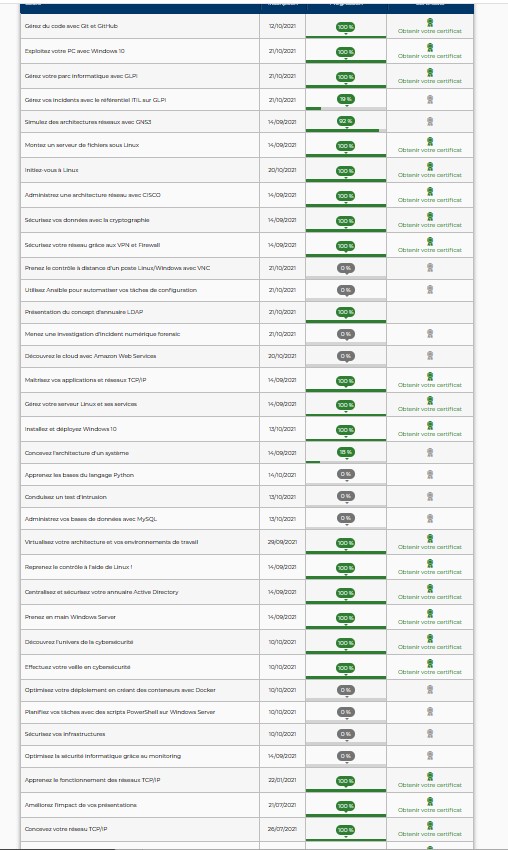 Gérez du code avec Git et GitHub 12/10/2021 100 % Obtenir votre certificat
Exploitez votre PC avec Windows 10 21/10/2021 100 % Obtenir votre certificat
Gérez votre parc informatique avec GLPI 21/10/2021 100 % Obtenir votre certificat
Gérez vos incidents avec le référentiel ITIL sur GLPI 21/10/2021 19 %
Simulez des architectures réseaux avec GNS3 14/09/2021 92 %
Montez un serveur de fichiers sous Linux 14/09/2021 100 % Obtenir votre certificat
Initiez-vous à Linux 20/10/2021 100 % Obtenir votre certificat
Administrez une architecture réseau avec CISCO 14/09/2021 100 % Obtenir votre certificat
Sécurisez vos données avec la cryptographie 14/09/2021 100 % Obtenir votre certificat
Sécurisez votre réseau grâce aux VPN et Firewall 14/09/2021 100 % Obtenir votre certificat
Prenez le contrôle à distance d'un poste Linux/Windows avec VNC 21/10/2021 0 %
Utilisez Ansible pour automatiser vos tâches de configuration 21/10/2021 0 %
Présentation du concept d'annuaire LDAP 21/10/2021 100 %
Menez une investigation d'incident numérique forensic 21/10/2021 0 %
Découvrez le cloud avec Amazon Web Services 20/10/2021 0 %
Maîtrisez vos applications et réseaux TCP/IP 14/09/2021 100 % Obtenir votre certificat
Gérez votre serveur Linux et ses services 14/09/2021 100 % Obtenir votre certificat
Installez et déployez Windows 10 13/10/2021 100 % Obtenir votre certificat
Concevez l'architecture d'un système 14/09/2021 18 %
Apprenez les bases du langage Python 14/10/2021 0 %
Conduisez un test d'intrusion 13/10/2021 0 %
Administrez vos bases de données avec MySQL 13/10/2021 0 %
Virtualisez votre architecture et vos environnements de travail 29/09/2021 100 % Obtenir votre certificat
Reprenez le contrôle à l'aide de Linux ! 14/09/2021 100 % Obtenir votre certificat
Centralisez et sécurisez votre annuaire Active Directory 14/09/2021 100 % Obtenir votre certificat
Prenez en main Windows Server 14/09/2021 100 % Obtenir votre certificat
Découvrez l'univers de la cybersécurité 10/10/2021 100 % Obtenir votre certificat
Effectuez votre veille en cybersécurité 10/10/2021 100 % Obtenir votre certificat
Optimisez votre déploiement en créant des conteneurs avec Docker 10/10/2021 0 %
Planifiez vos tâches avec des scripts PowerShell sur Windows Server 10/10/2021 0 %
Sécurisez vos infrastructures 10/10/2021 0 %
Optimisez la sécurité informatique grâce au monitoring 14/09/2021 0 %
Apprenez le fonctionnement des réseaux TCP/IP 22/01/2021 100 % Obtenir votre certificat
Améliorez l'impact de vos présentations 21/07/2021 100 % Obtenir votre certificat
Concevez votre réseau TCP/IP 26/07/2021 100 % Obtenir votre certificat